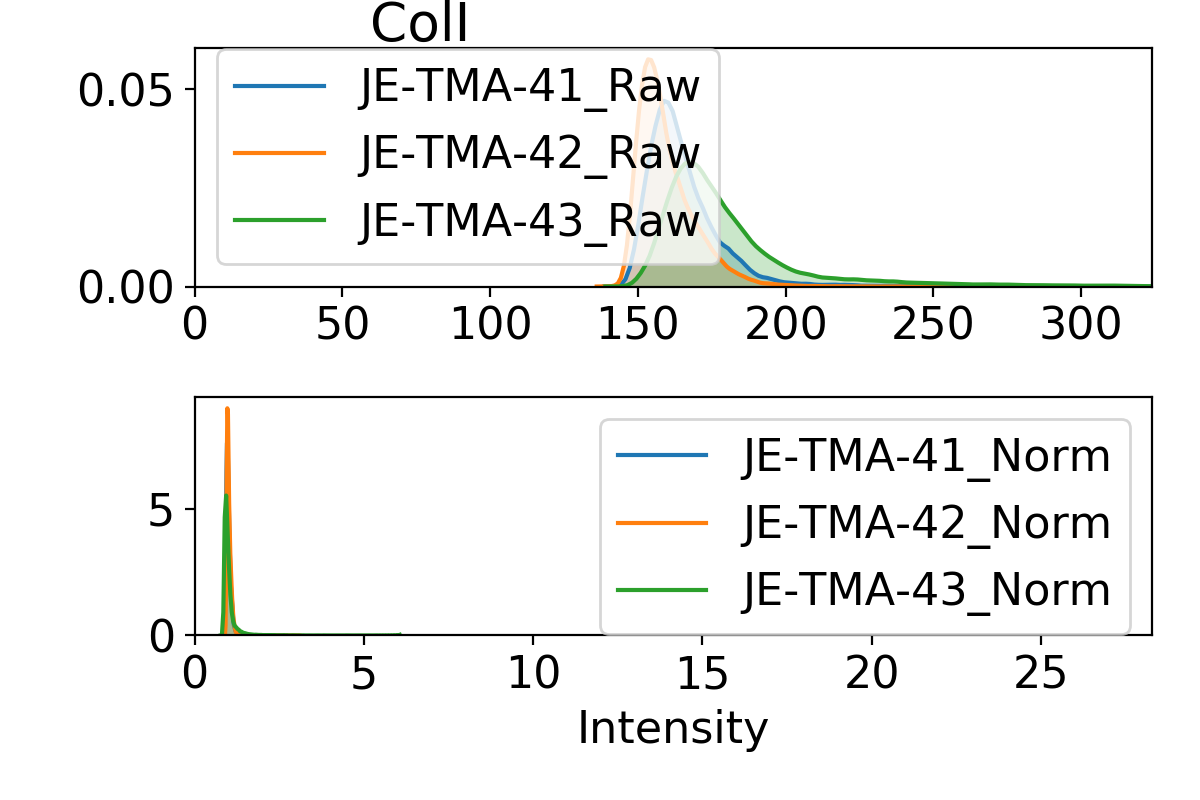 ColI
0.05
0.00
JE-TMA-41_Raw
JE-TMA-42_Raw
JE-TMA-43_Raw
0 50 100 150 200 250 300
5
0
JE-TMA-41_Norm
JE-TMA-42_Norm
JE-TMA-43_Norm
0 5 10 15 20 25
Intensity